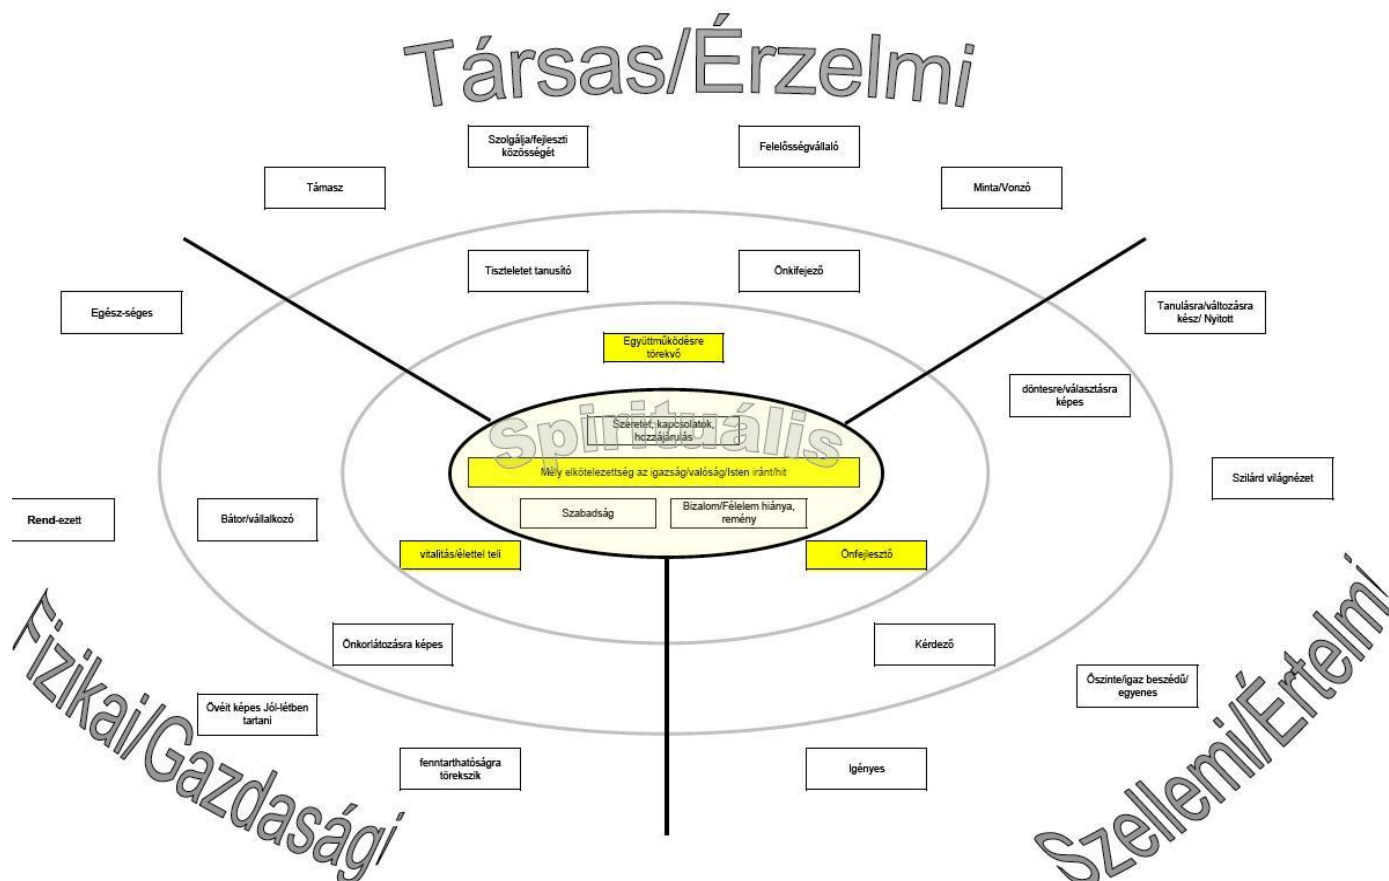 Társas/Érzelmi
Szolgálja/fejleszti
közösségét
Felelősségvállaló
Támasz
Minta/Vonzó
Tiszteletet tanusító
Önkifejező
Egész-séges
Tanulásra/változásra
kész/ Nyitott
Együttműködésre
törekvő
döntesre/választásra
képes
Spirituális
Szeretet, kapcsolatok,
hozzájárulás
Mély elkötelezettség az igazság/valóság/Isten iránt/hit
Szilárd világnézet
Szabadság
Bizalom/Félelem hiánya,
remény
Rend-ezett
Bátor/vállalkozó
vitalitás/élettel teli
Önfejlesztő
Önkorlátozásra képes
Kérdező
Őszinte/igaz beszédű/
egyenes
Övéit képes Jól-létben
tartani
fenntarthatóságra
törekszik
Igényes
Fizikai/Gazdasági
Szellemi/Értelmi